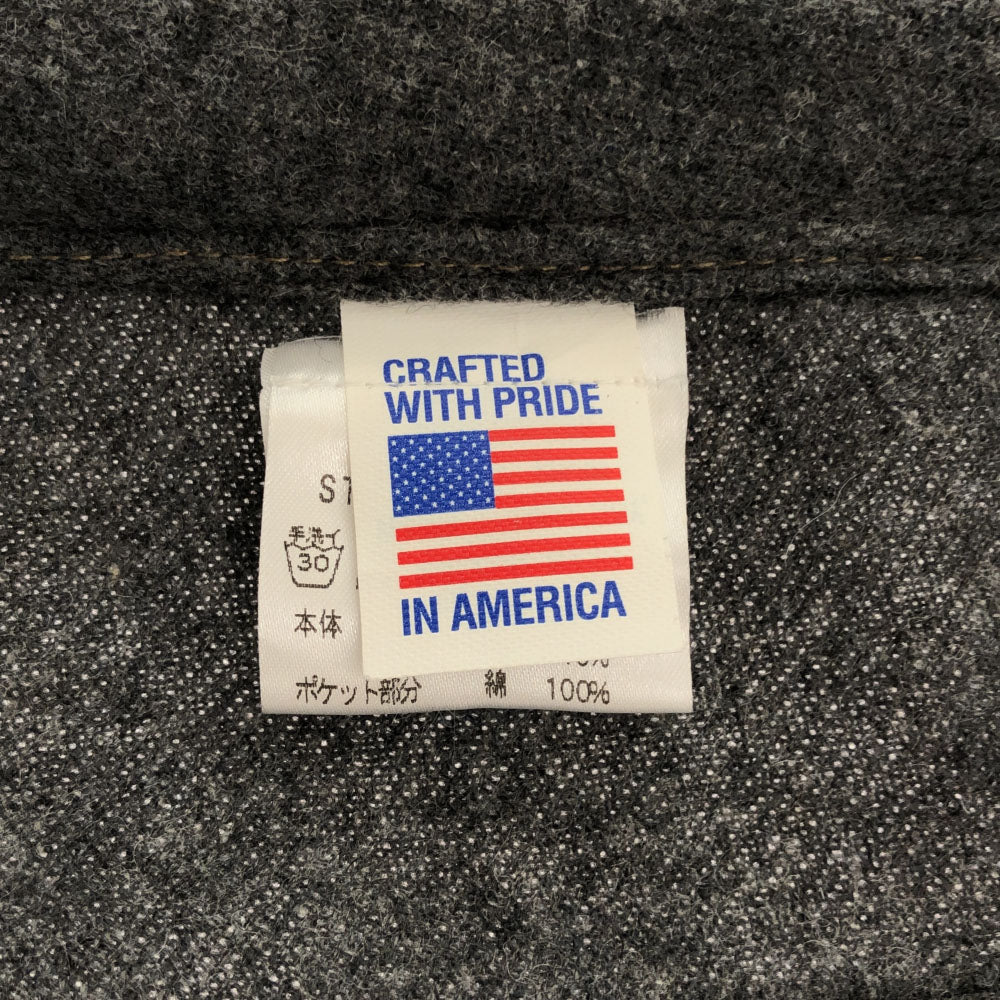 CRAFTED
WITH PRIDE
IN AMERICA
手洗イ
30
本体
ポケット部分 綿 100%